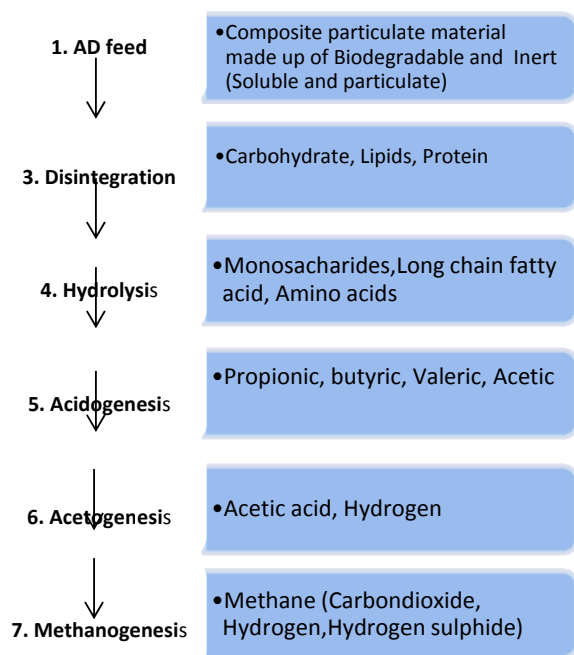 1. AD feed
•Composite particulate material
made up of Biodegradable and Inert
(Soluble and particulate)
3. Disintegration
•Carbohydrate, Lipids, Protein
4. Hydrolysis
•Monosacharides,Long chain fatty
acid, Amino acids
5. Acidogenesis
•Propionic, butyric, Valeric, Acetic
6. Acetogenesis
•Acetic acid, Hydrogen
7. Methanogenesis
•Methane (Carbondioxide,
Hydrogen,Hydrogen sulphide)